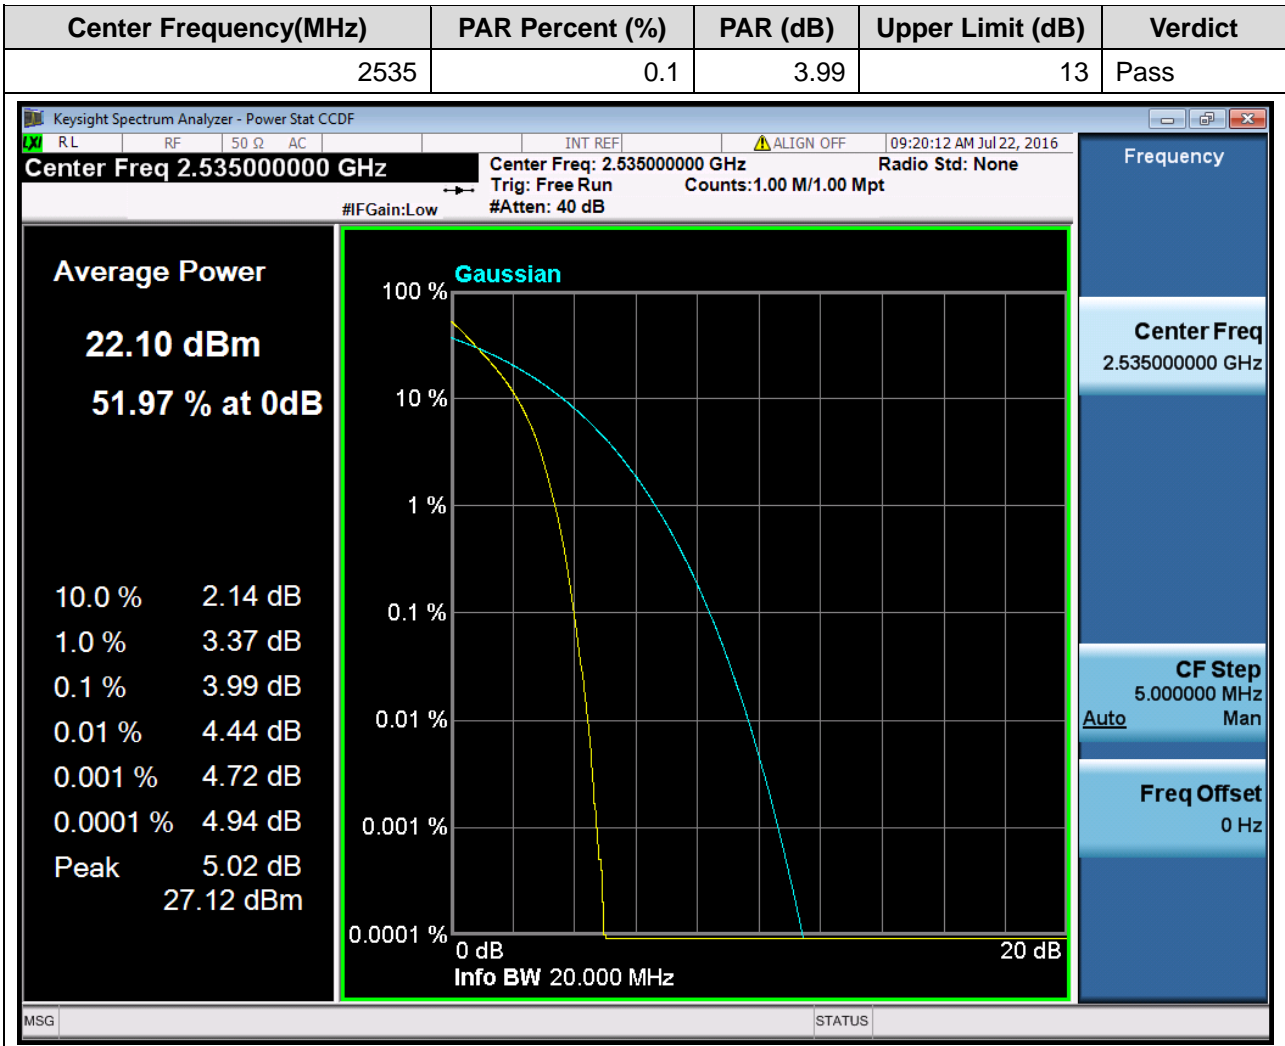 Center Frequency(MHz) PAR Percent (%) PAR (dB) Upper Limit (dB) Verdict
2535 0.1 3.99 13 Pass
Keysight Spectrum Analyzer - Power Stat CCDF
LXI RL RF 50 Ω AC INT REF ALIGN OFF 09:20:12 AM Jul 22, 2016
Center Freq 2.535000000 GHz
#IFGain:Low
Center Freq: 2.535000000 GHz Radio Std: None
Trig: Free Run Counts:1.00 M/1.00 Mpt
#Atten: 40 dB
Average Power
22.10 dBm
51.97 % at 0dB
10.0 % 2.14 dB
1.0 % 3.37 dB
0.1 % 3.99 dB
0.01 % 4.44 dB
0.001 % 4.72 dB
0.0001 % 4.94 dB
Peak 5.02 dB
27.12 dBm
Gaussian
100 %
10 %
1 %
0.1 %
0.01 %
0.001 %
0.0001 %
0 dB 20 dB
Info BW 20.000 MHz
Frequency
Center Freq
2.535000000 GHz
CF Step
5.000000 MHz
Auto Man
Freq Offset
0 Hz
MSG STATUS